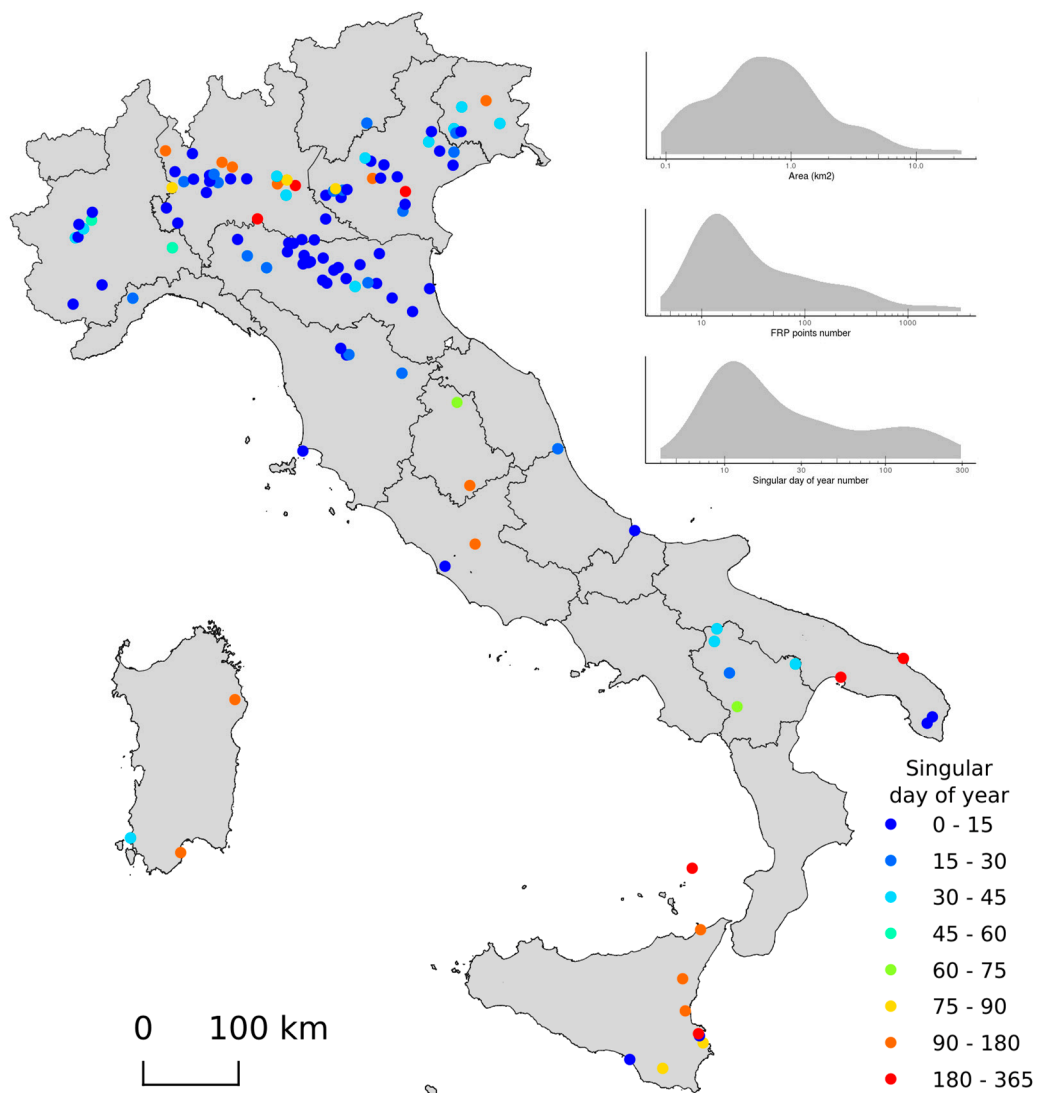 0.1 1.0 10.0
Area (km2)
10 100 1000
FRP points number
10 30 100 300
Singular day of year number
Singular
day of year
0 - 15
15 - 30
30 - 45
45 - 60
60 - 75
75 - 90
90 - 180
180 - 365
0 100 km